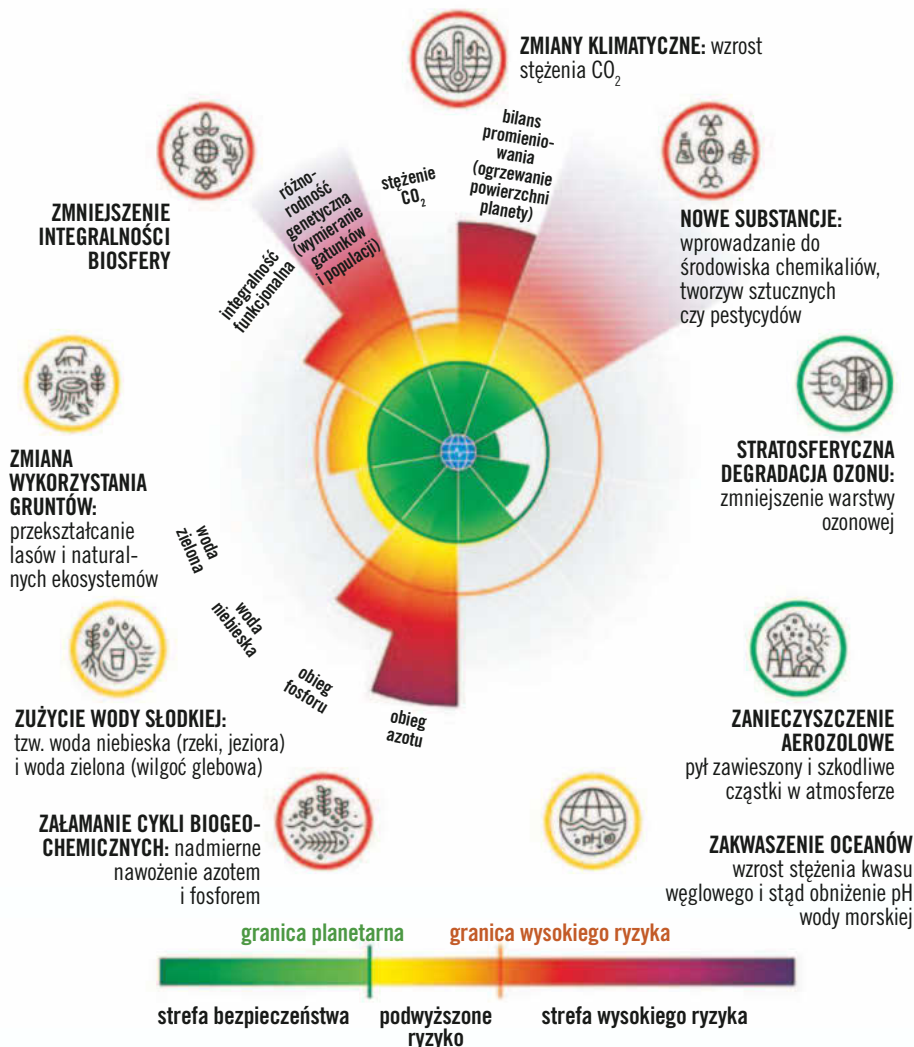 ZMIANY KLIMATYCZNE: wzrost
stężenia CO₂
bilans
promienio-
wania
(ogrzewanie
powierzchni
planety)
stężenie
CO₂
różno-
rodność
genetyczna
(wymieranie
gatunków
i populacji)
integralność
funkcjonalna
ZMNIEJSZENIE
INTEGRALNOŚCI
BIOSFERY
NOWE SUBSTANCJE:
wprowadzanie do
środowiska chemikaliów,
tworzyw sztucznych
czy pestycydów
ZMIANA
WYKORZYSTANIA
GRUNTÓW:
przekształcanie
lasów i natural-
nych ekosystemów
STRATOSFERYCZNA
DEGRADACJA OZONU:
zmniejszenie warstwy
ozonowej
woda
zielona
woda
niebieska
obieg
fosforu
obieg
azotu
ZUŻYCIE WODY SŁODKIEJ:
tzw. woda niebieska (rzeki, jeziora)
i woda zielona (wilgoć glebowa)
ZANIECZYSZCZENIE
AEROZOLOWE
pył zawieszony i szkodliwe
cząstki w atmosferze
ZAŁAMANIE CYKLI BIOGEO-
CHEMICZNYCH: nadmierne
nawożenie azotem
i fosforem
pH
ZAKWASZENIE OCEANÓW
wzrost stężenia kwasu
węglowego i stąd obniżenie pH
wody morskiej
granica planetarna
granica wysokiego ryzyka
strefa bezpieczeństwa
podwyższone
ryzyko
strefa wysokiego ryzyka